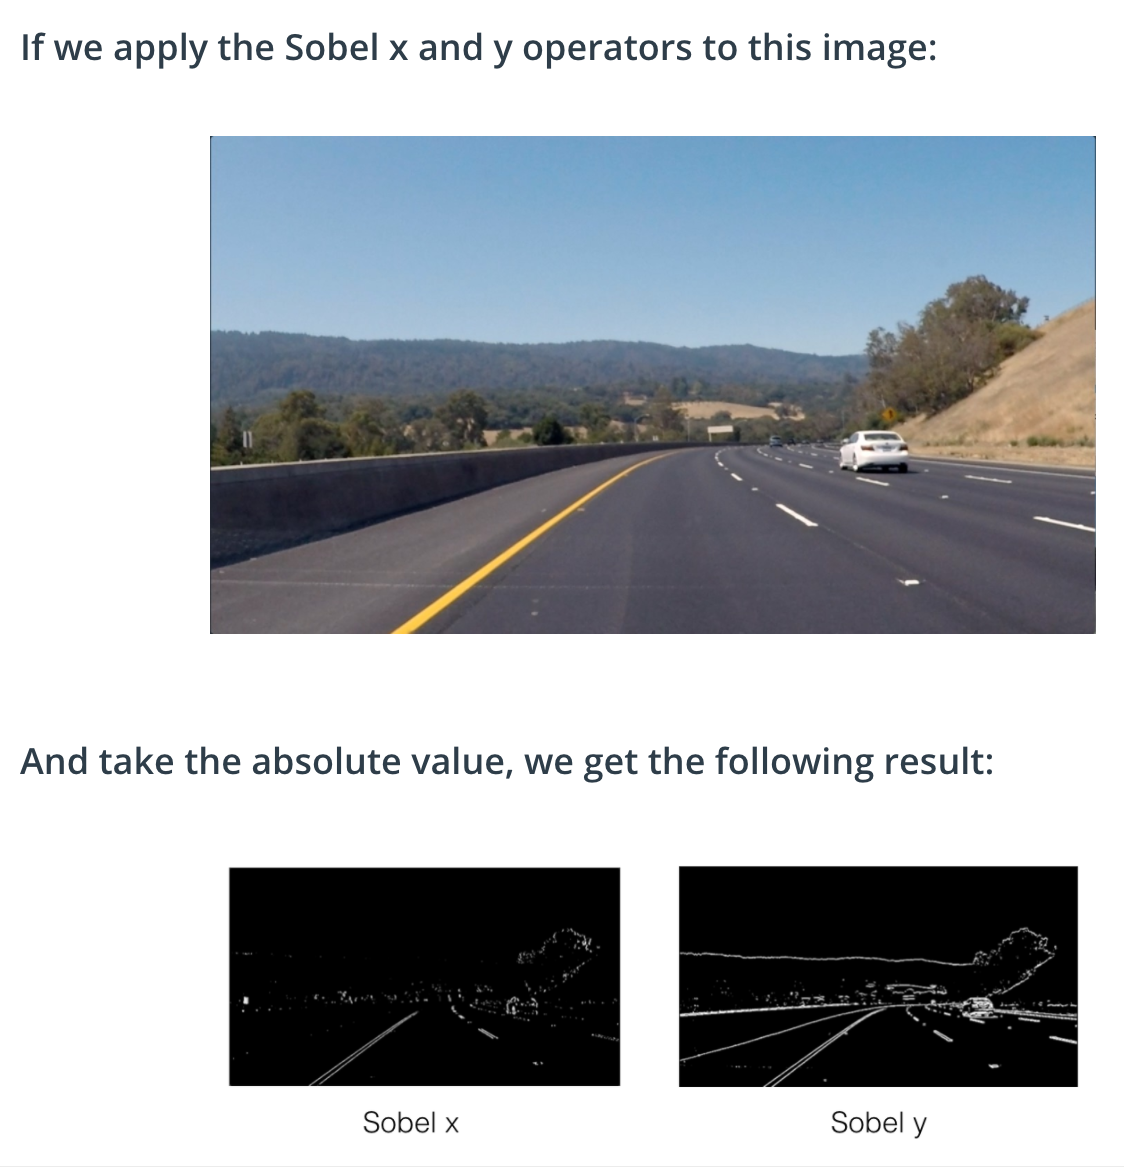 If we apply the Sobel x and y operators to this image:
And take the absolute value, we get the following result:
Sobel x
Sobel y